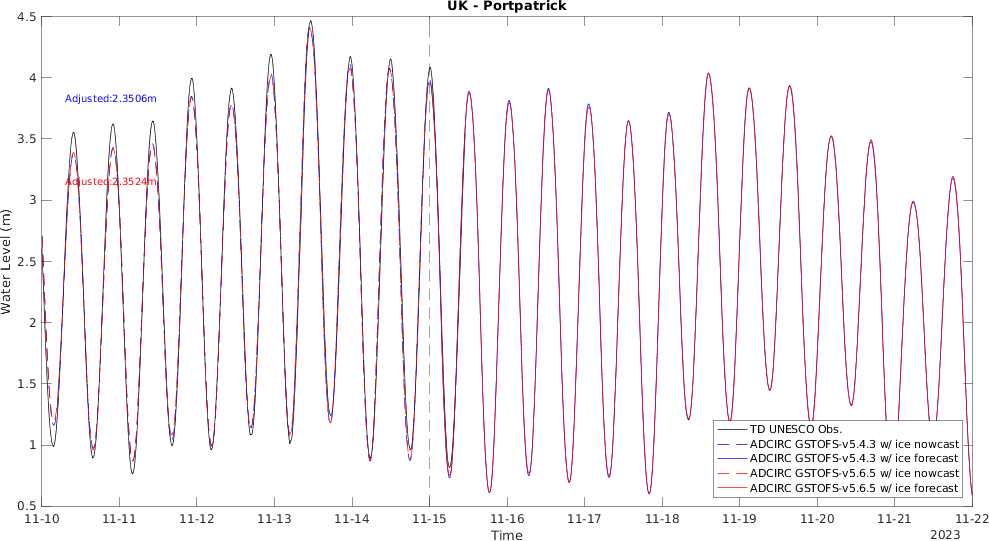 UK - Portpatrick
4.5
4
3.5
3
2.5
2
1.5
1
0.5
Water Level (m)
Adjusted:2.3506m
Adjusted:2.3524m
TD UNESCO Obs.
ADCIRC GSTOFS-v5.4.3 w/ ice nowcast
ADCIRC GSTOFS-v5.4.3 w/ ice forecast
ADCIRC GSTOFS-v5.6.5 w/ ice nowcast
ADCIRC GSTOFS-v5.6.5 w/ ice forecast
11-10 11-11 11-12 11-13 11-14 11-15 11-16 11-17 11-18 11-19 11-20 11-21 11-22
Time
2023